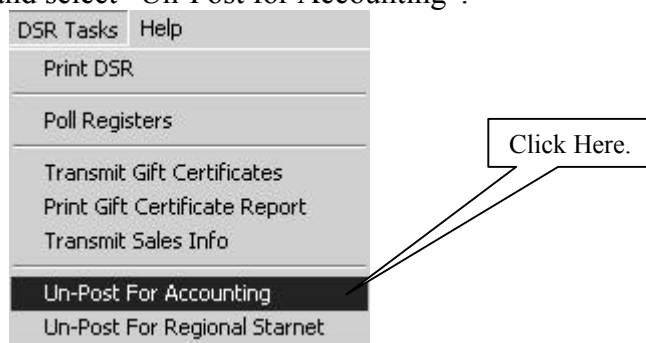 and select “Un-Post for Accounting”.
DSR Tasks Help
Print DSR
Poll Registers
Click Here.
Transmit Gift Certificates
Print Gift Certificate Report
Transmit Sales Info
Un-Post For Accounting
Un-Post For Regional Starnet